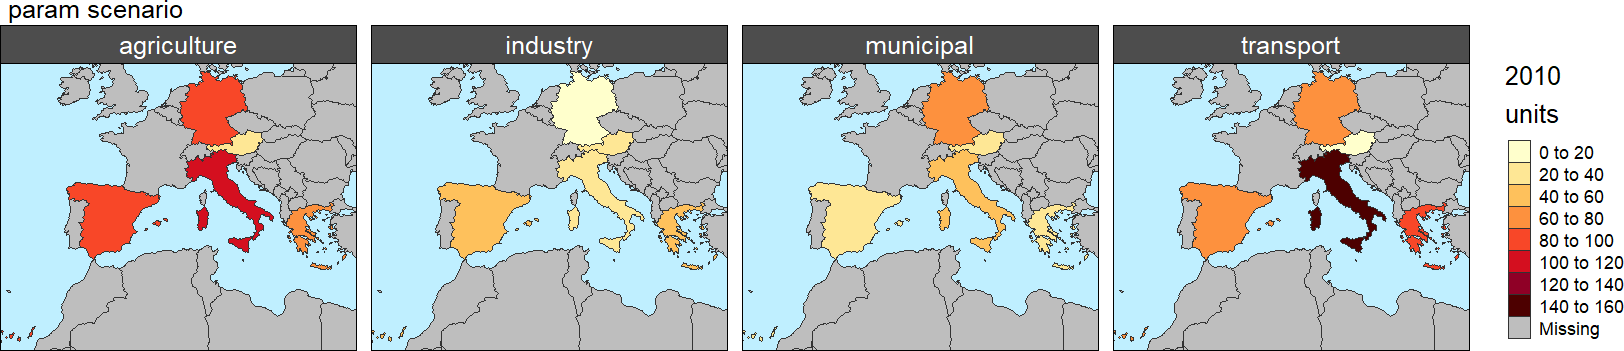 param scenario
agriculture
industry
municipal
transport
2010
units
0 to 20
20 to 40
40 to 60
60 to 80
80 to 100
100 to 120
120 to 140
140 to 160
Missing